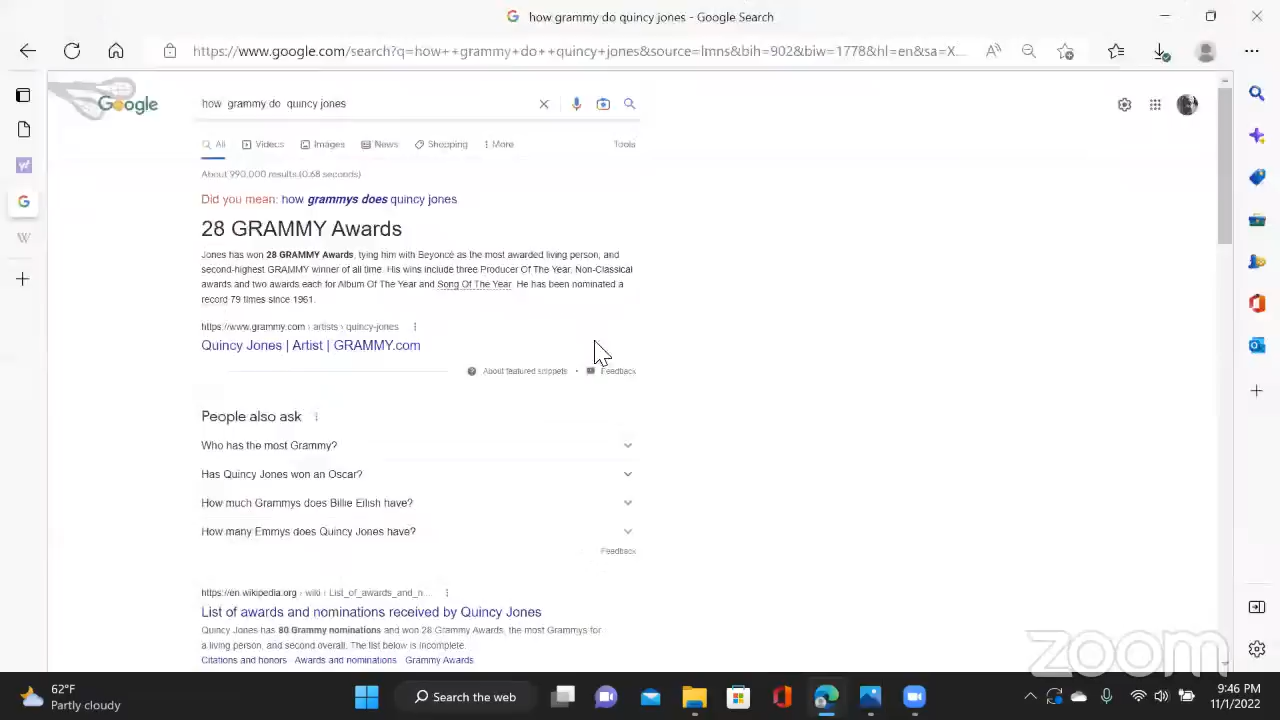 how grammy do quincy jones - Google Search
https://www.google.com/search?q=how++grammy+do++quincy+jones&source=lmns&bih=902&biw=1778&hl=en&sa=X...
Google
how  grammy do  quincy jones
All
Videos
Images
News
Shopping
More
Tools
About 990,000 results (0.68 seconds)
Did you mean: how grammys does quincy jones
28 GRAMMY Awards
Jones has won 28 GRAMMY Awards, tying him with Beyoncé as the most awarded living person, and
second-highest GRAMMY winner of all time. His wins include three Producer Of The Year, Non-Classical
awards and two awards each for Album Of The Year and Song Of The Year. He has been nominated a
record 79 times since 1961.
https://www.grammy.com › artists › quincy-jones
Quincy Jones | Artist | GRAMMY.com
About featured snippets • Feedback
People also ask
Who has the most Grammy?
Has Quincy Jones won an Oscar?
How much Grammys does Billie Eilish have?
How many Emmys does Quincy Jones have?
Feedback
https://en.wikipedia.org › wiki › List_of_awards_and_n...
List of awards and nominations received by Quincy Jones
Quincy Jones has 80 Grammy nominations and won 28 Grammy Awards, the most Grammys for
a living person, and second overall. The list below is incomplete.
Citations and honors
Awards and nominations
Grammy Awards
zoom
62°F
Partly cloudy
Search the web
9:46 PM
11/1/2022